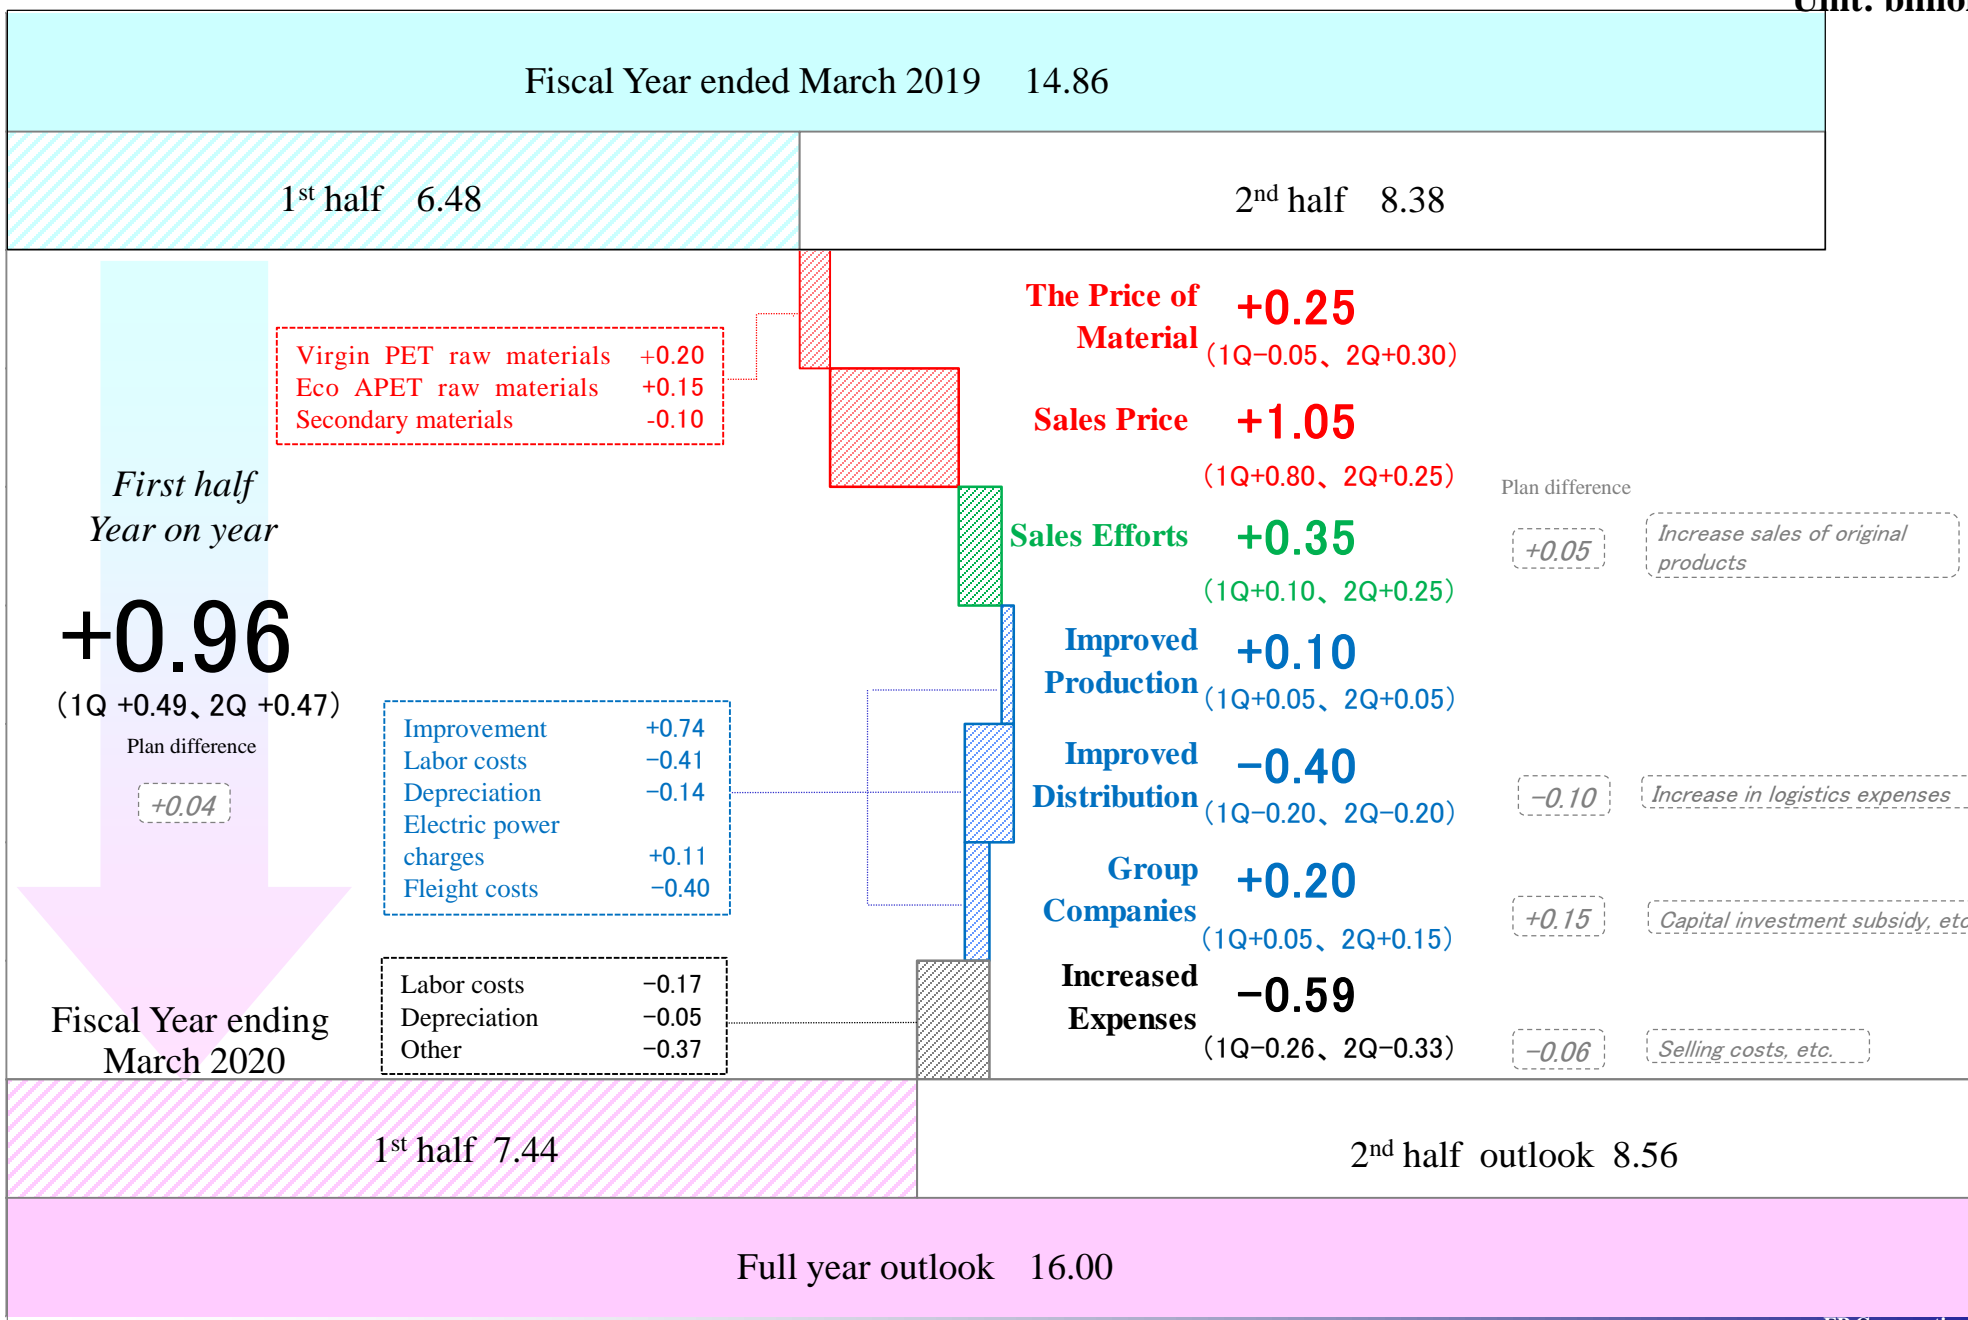 Fiscal Year ended March 2019 14.86
1st half 6.48
2nd half 8.38
The Price of
Material
+0.25
(1Q−0.05、2Q+0.30)
Virgin PET raw materials +0.20
Eco APET raw materials +0.15
Secondary materials -0.10
Sales Price +1.05
(1Q+0.80、2Q+0.25)
First half
Year on year
+0.96
(1Q +0.49、2Q +0.47)
Plan difference
+0.04
Plan difference
Sales Efforts +0.35
(1Q+0.10、2Q+0.25)
+0.05
Increase sales of original
products
Improved
Production
+0.10
(1Q+0.05、2Q+0.05)
Improvement +0.74
Labor costs −0.41
Depreciation −0.14
Electric power
charges +0.11
Fleight costs −0.40
Improved
Distribution
−0.40
(1Q−0.20、2Q−0.20)
−0.10
Increase in logistics expenses
Group
Companies
+0.20
(1Q+0.05、2Q+0.15)
+0.15
Capital investment subsidy, etc
Increased
Expenses
−0.59
(1Q−0.26、2Q−0.33)
−0.06
Selling costs, etc.
Labor costs −0.17
Depreciation −0.05
Other −0.37
Fiscal Year ending
March 2020
1st half 7.44
2nd half outlook 8.56
Full year outlook 16.00